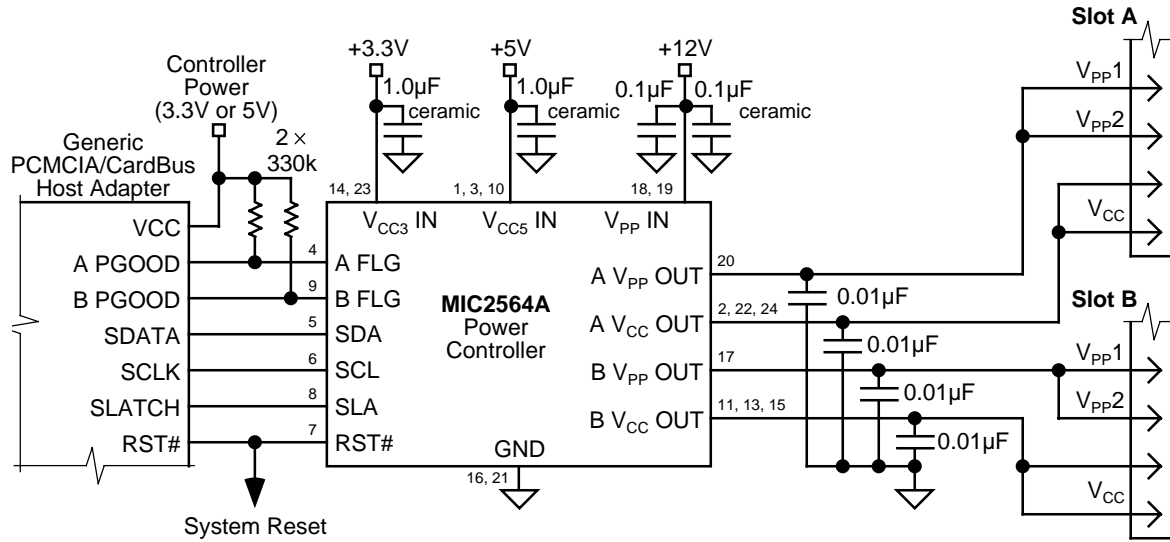 Slot A
+3.3V
+5V
+12V
Controller
Power
(3.3V or 5V)
1.0µF
ceramic
1.0µF
ceramic
0.1µF
0.1µF
ceramic
VPP1
VPP2
VCC
Generic
PCMCIA/CardBus
Host Adapter
2 ×
330k
14, 23
1, 3, 10
18, 19
VCC3 IN
VCC5 IN
VPP IN
VCC
A PGOOD
B PGOOD
SDATA
SCLK
SLATCH
RST#
4
9
5
6
8
7
A FLG
B FLG
SDA
SCL
SLA
RST#
MIC2564A
Power
Controller
GND
16, 21
A VPP OUT
A VCC OUT
B VPP OUT
B VCC OUT
20
2, 22, 24
17
11, 13, 15
0.01µF
0.01µF
0.01µF
0.01µF
Slot B
VPP1
VPP2
VCC
System Reset